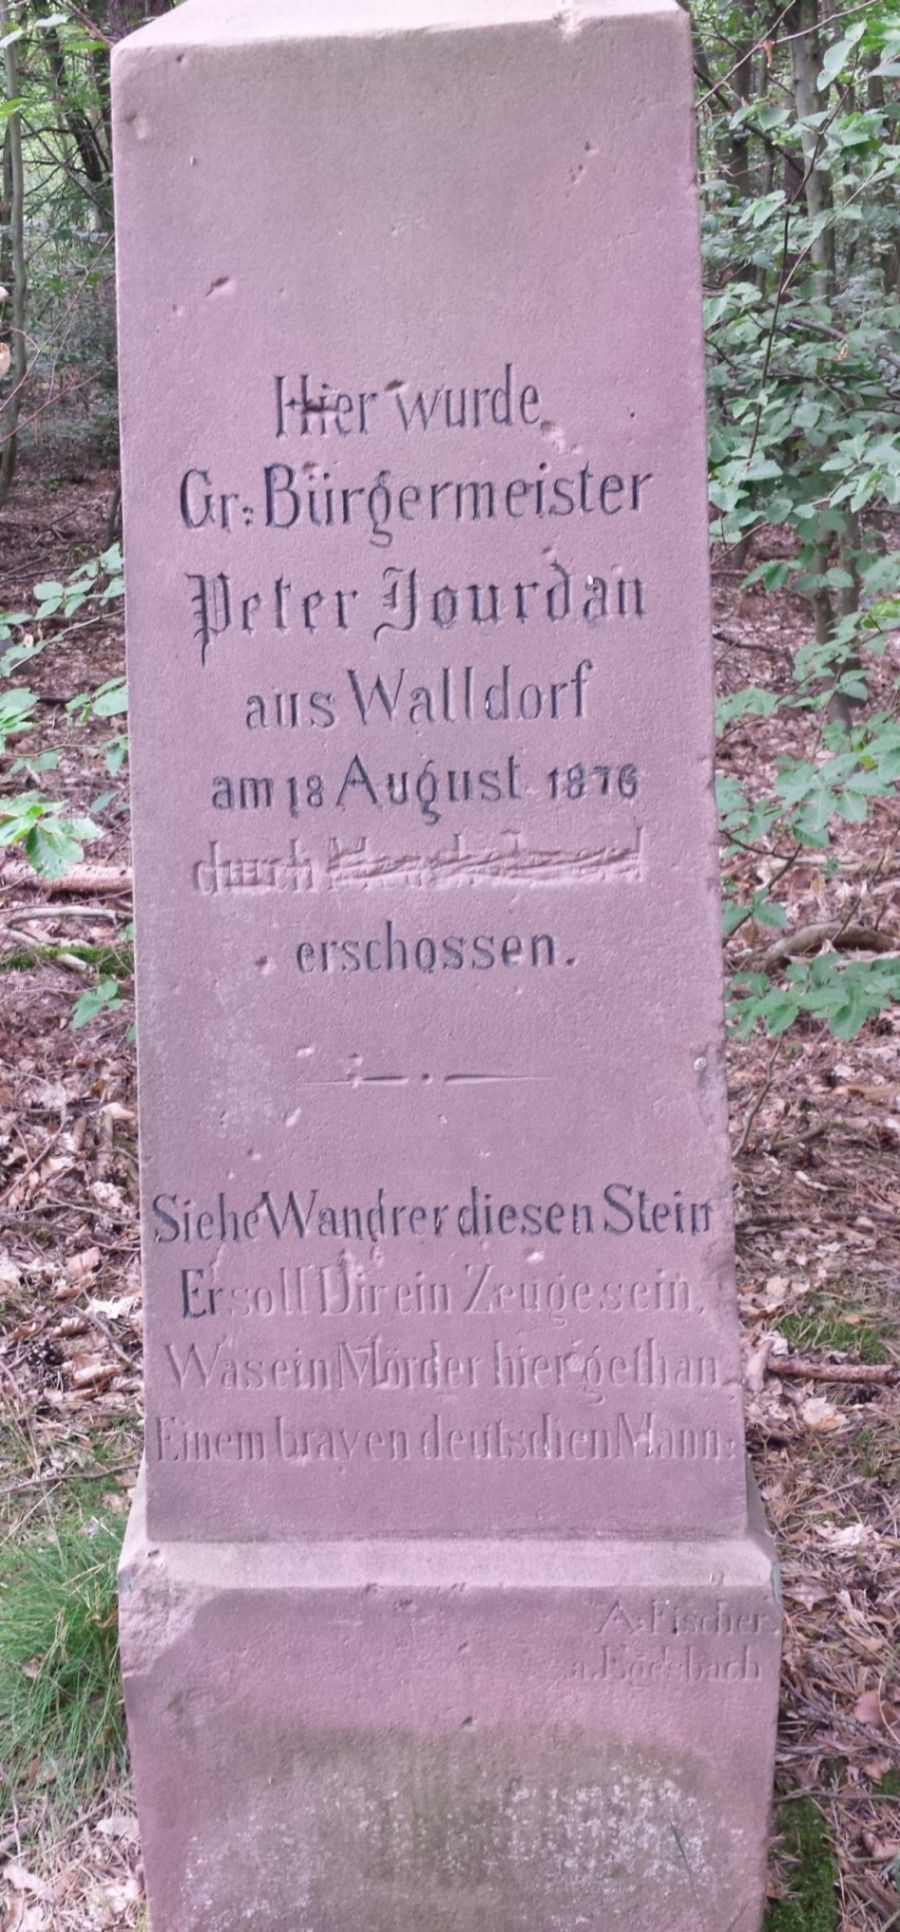 Hier wurde
Gr: Bürgermeister
Peter Jourdan
aus Walldorf
am 18 August 1876
durch
erschossen.
Siehe Wandrer diesen Stein
Er soll Dir ein Zeuge sein,
Was ein Mörder hier gethan
Einem braven deutschen Mann.
A: Fischer
a. Egelsbach